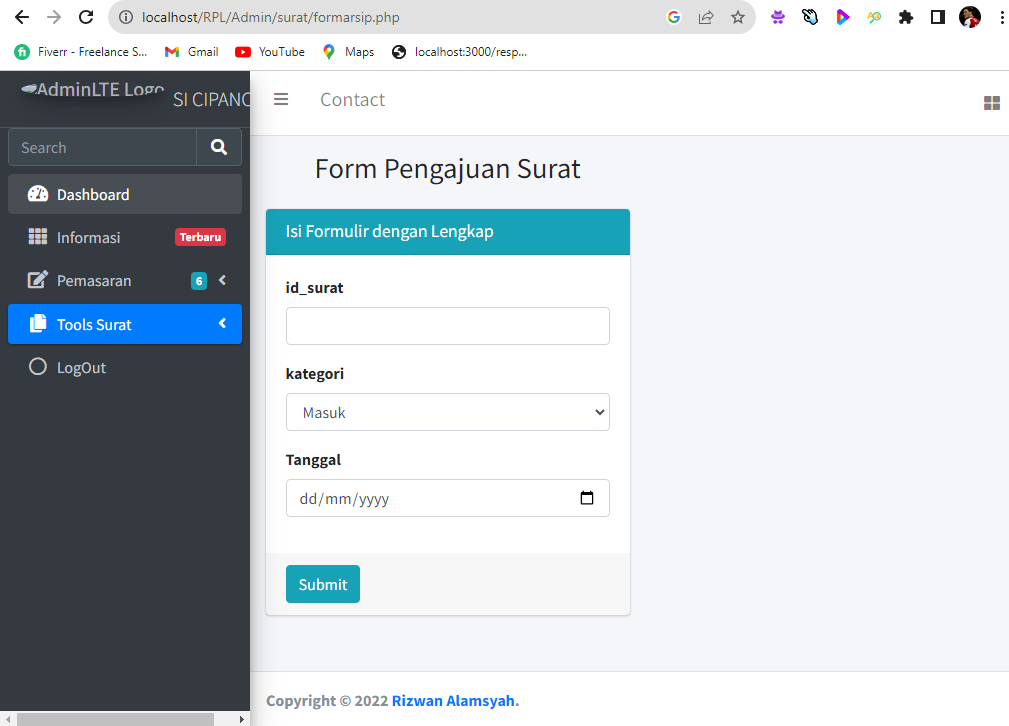 localhost/RPL/Admin/surat/formarsip.php
Fiverr - Freelance S... Gmail YouTube Maps localhost:3000/resp...
AdminLTE Logo SI CIPANC
Contact
Search
Dashboard
Informasi Terbaru
Pemasaran 6
Tools Surat
LogOut
Form Pengajuan Surat
Isi Formulir dengan Lengkap
id_surat
kategori
Masuk
Tanggal
dd/mm/yyyy
Submit
Copyright © 2022 Rizwan Alamsyah.